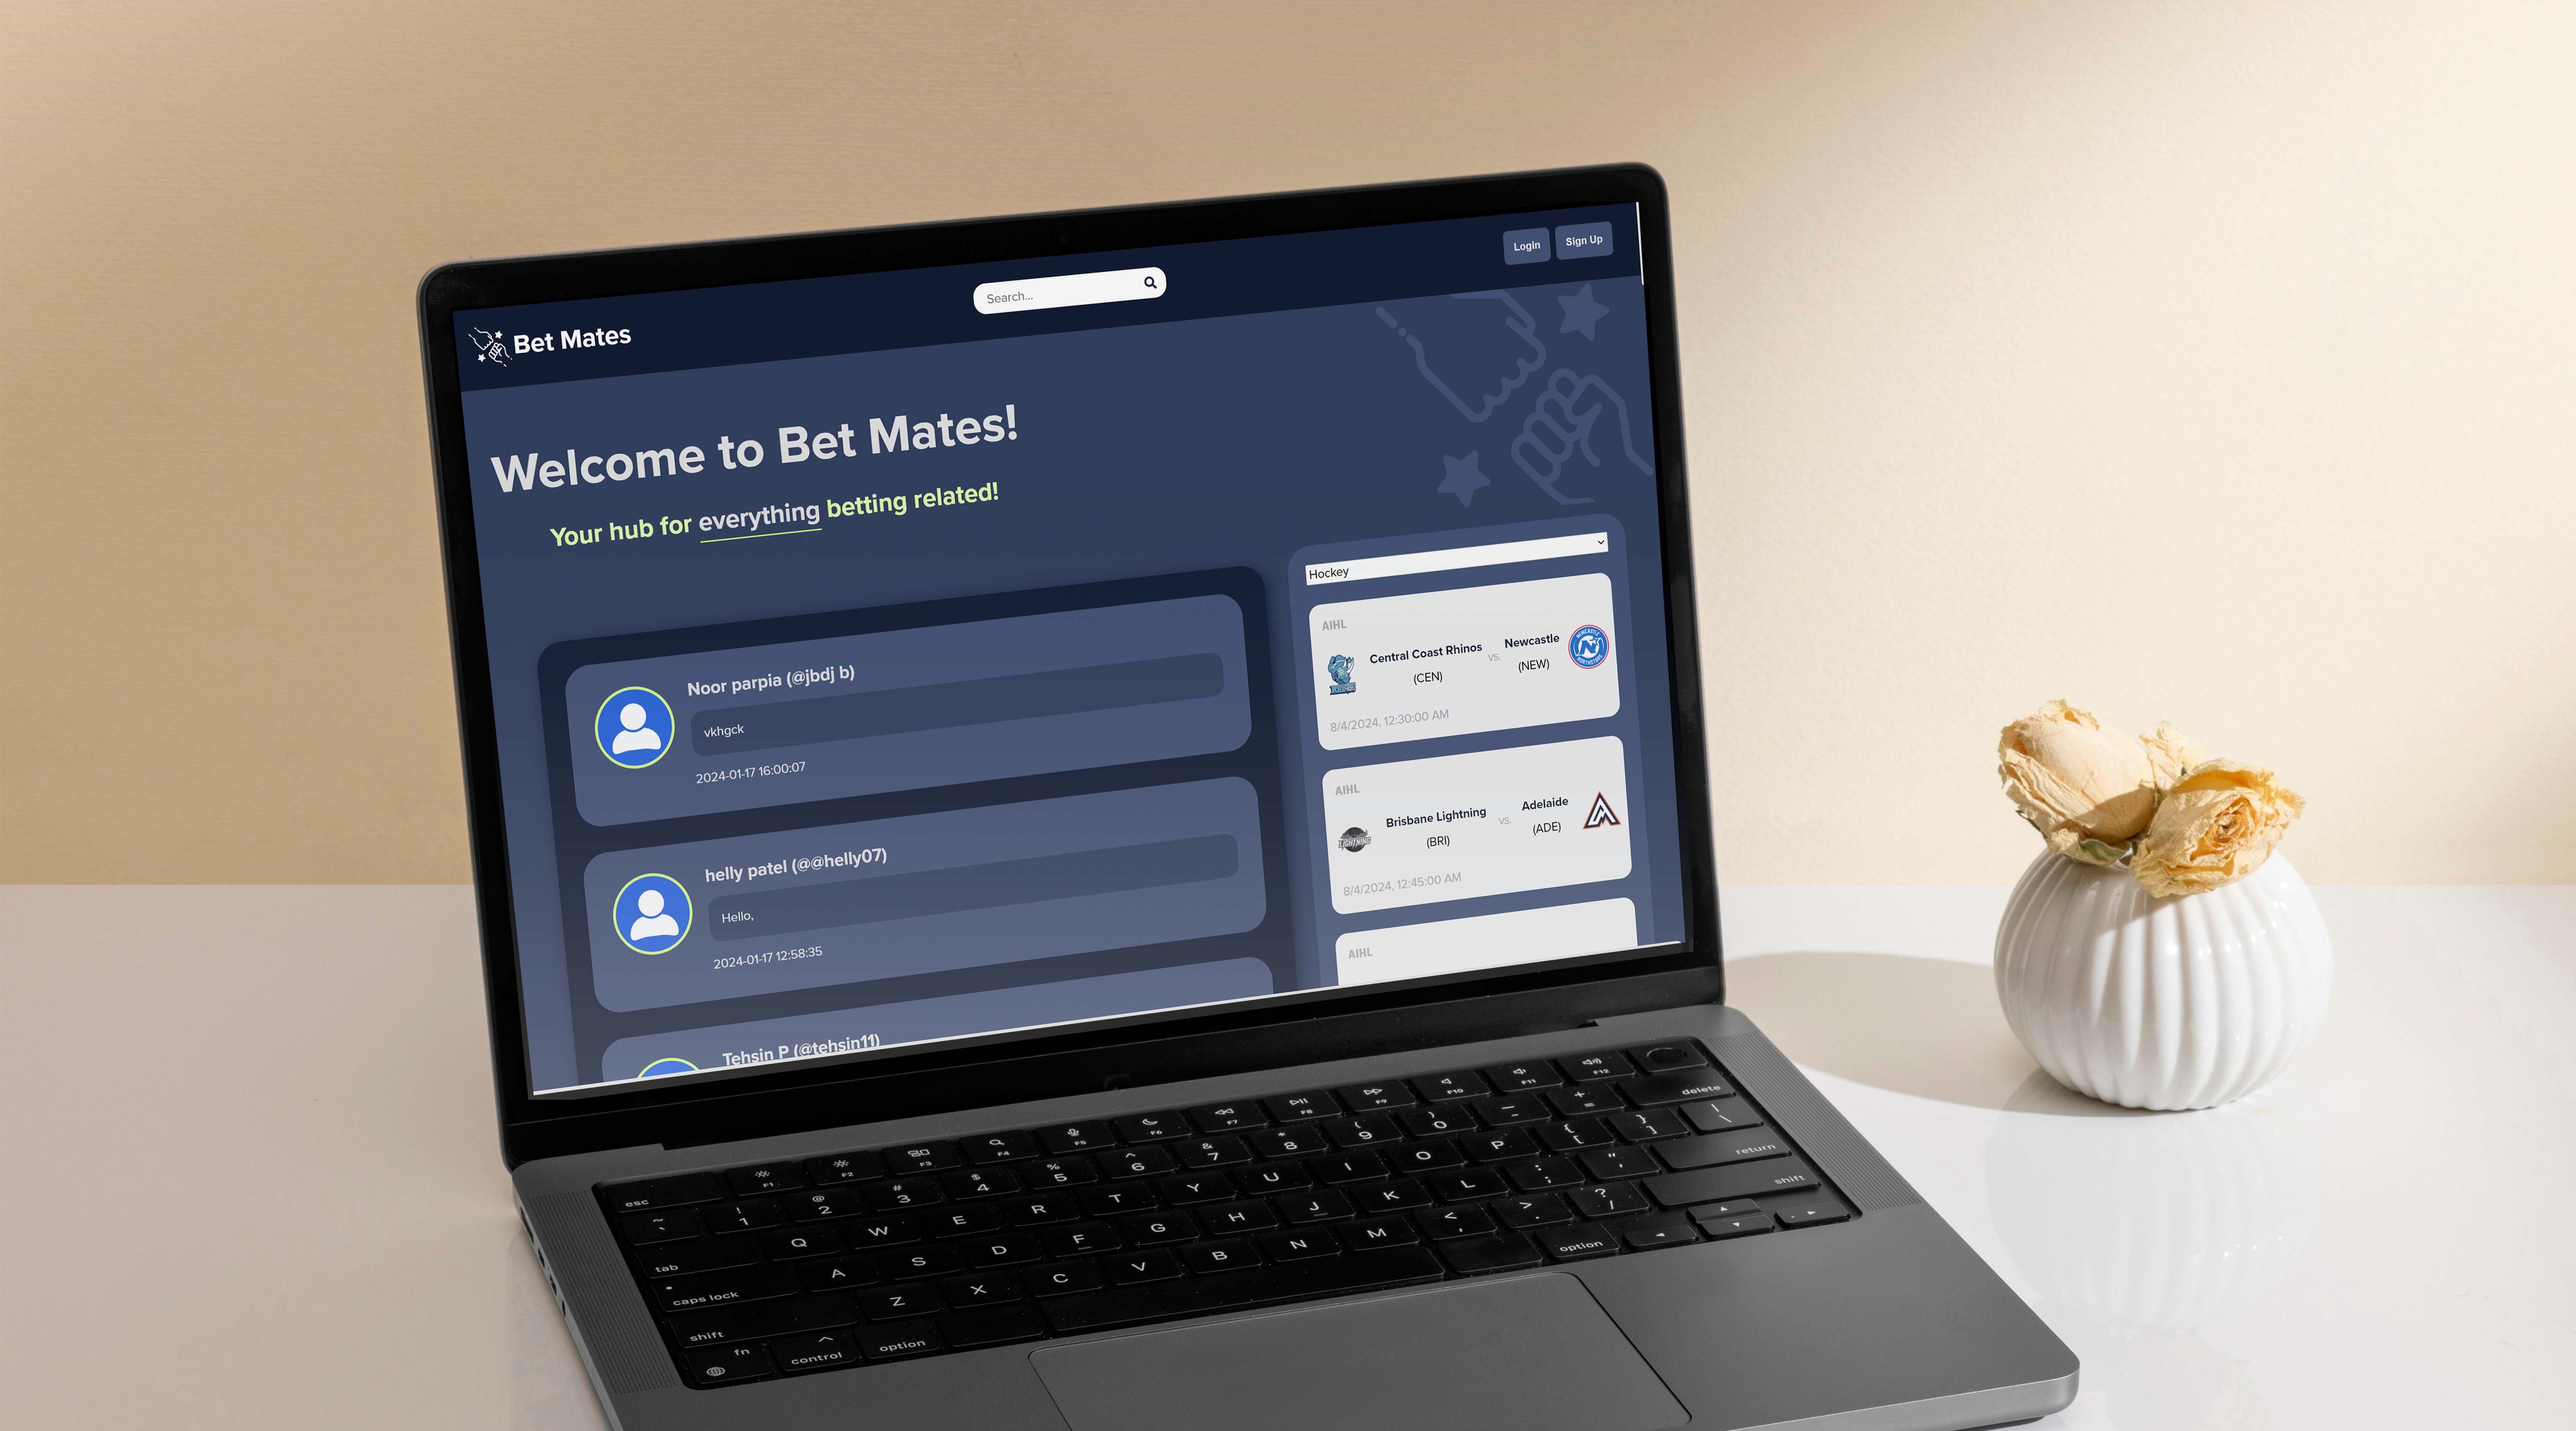 Login
Sign Up
Search...
Bet Mates
Welcome to Bet Mates!
Your hub for everything betting related!
Noor parpia (@jbdj b)
vkhgck
2024-01-17 16:00:07
helly patel (@@helly07)
Hello,
2024-01-17 12:58:35
Tehsin P (@tehsin11)
Hockey
AIHL
Central Coast Rhinos
(CEN)
vs.
Newcastle
(NEW)
NEWCASTLE
N
NORTHSTARS
8/4/2024, 12:30:00 AM
AIHL
LIGHTNING
Brisbane Lightning
(BRI)
vs.
Adelaide
(ADE)
8/4/2024, 12:45:00 AM
AIHL
esc F1 F2 F3 F4 F5 F6 F7 F8 F9 F10 F11 F12
~ ` ! 1 @ 2 # 3 $ 4 % 5 ^ 6 & 7 * 8 ( 9 ) 0 _ - + = delete
tab Q W E R T Y U I O P { [ } ] | \
caps lock A S D F G H J K L : ; " ' return
shift Z X C V B N M < , > . ? / shift
fn control option option